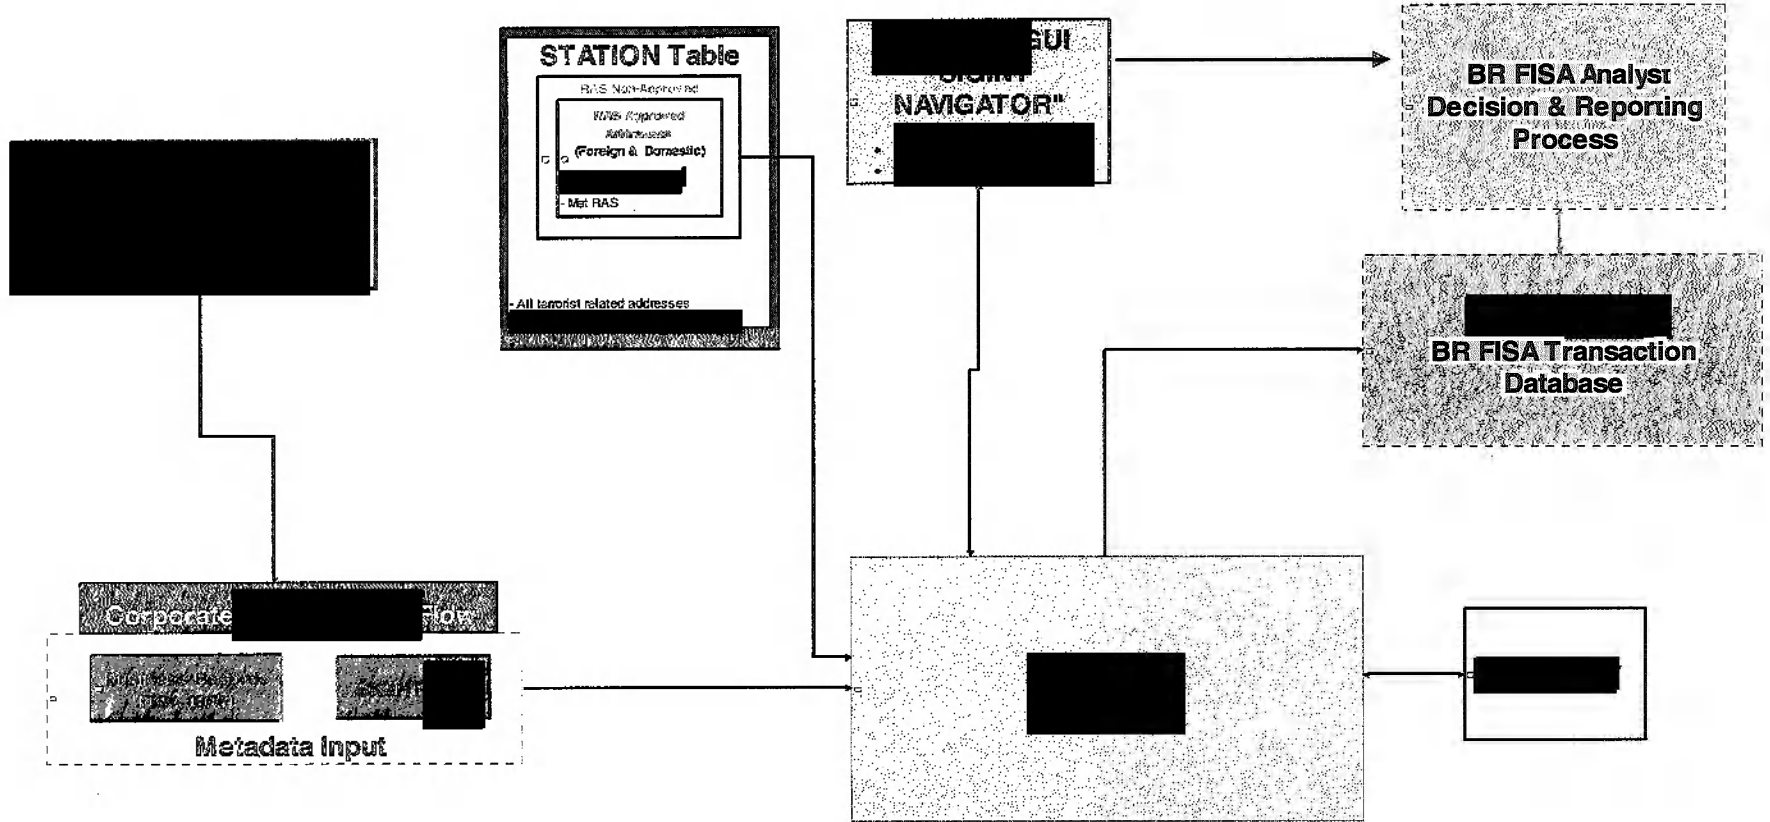 STATION Table
RAS Non-Approved
RAS Approved
Addresses
(Foreign & Domestic)
- Met RAS
- All terrorist related addresses
GUI
NAVIGATOR"
•
•
BR FISA Analyst
Decision & Reporting
Process
BR FISA Transaction
Database
Corporate Flow
Metadata Input